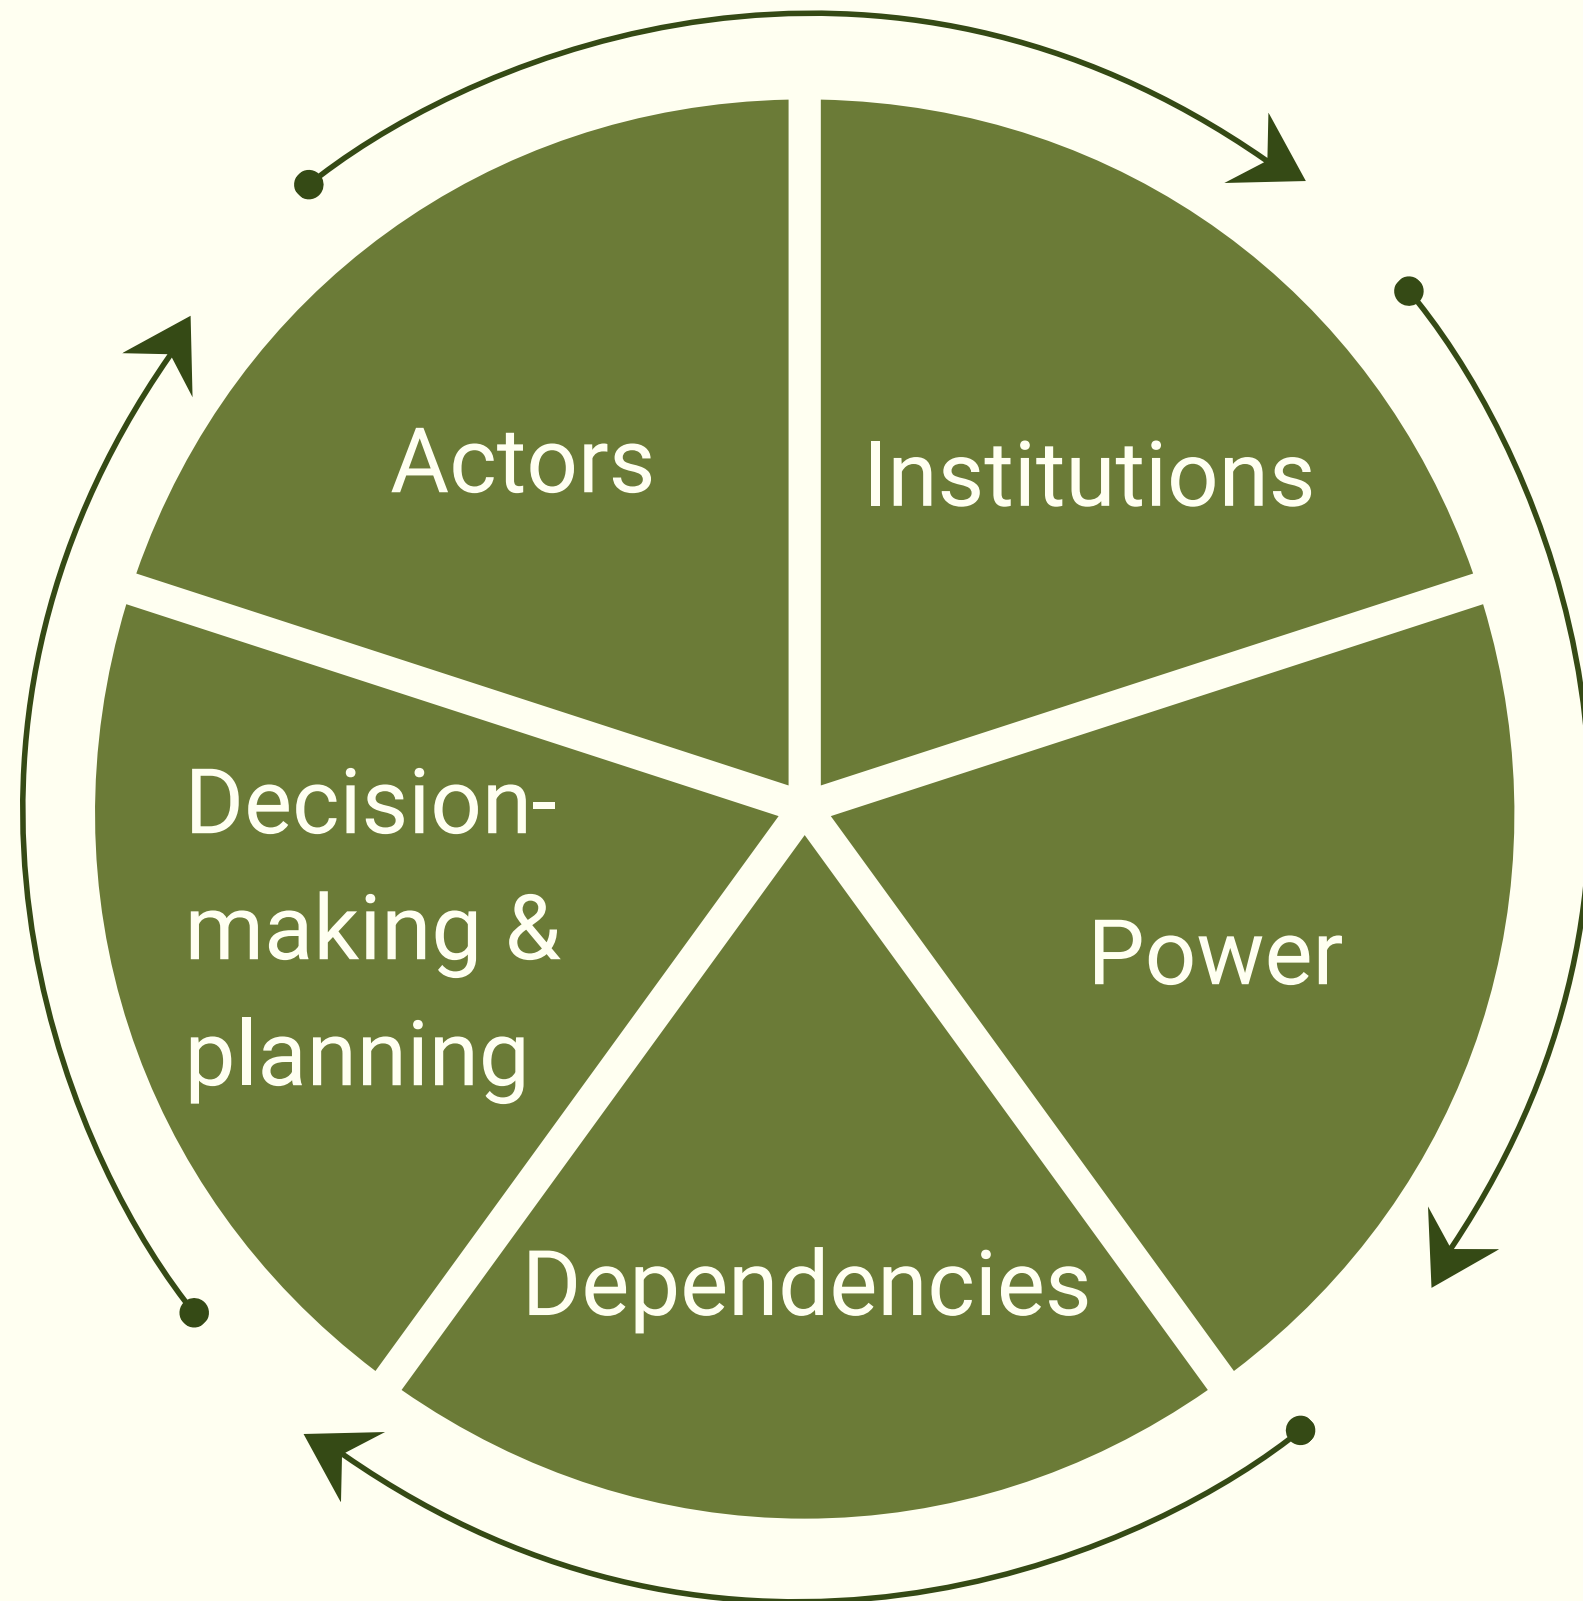 Actors
Institutions
Decision-
making &
planning
Power
Dependencies